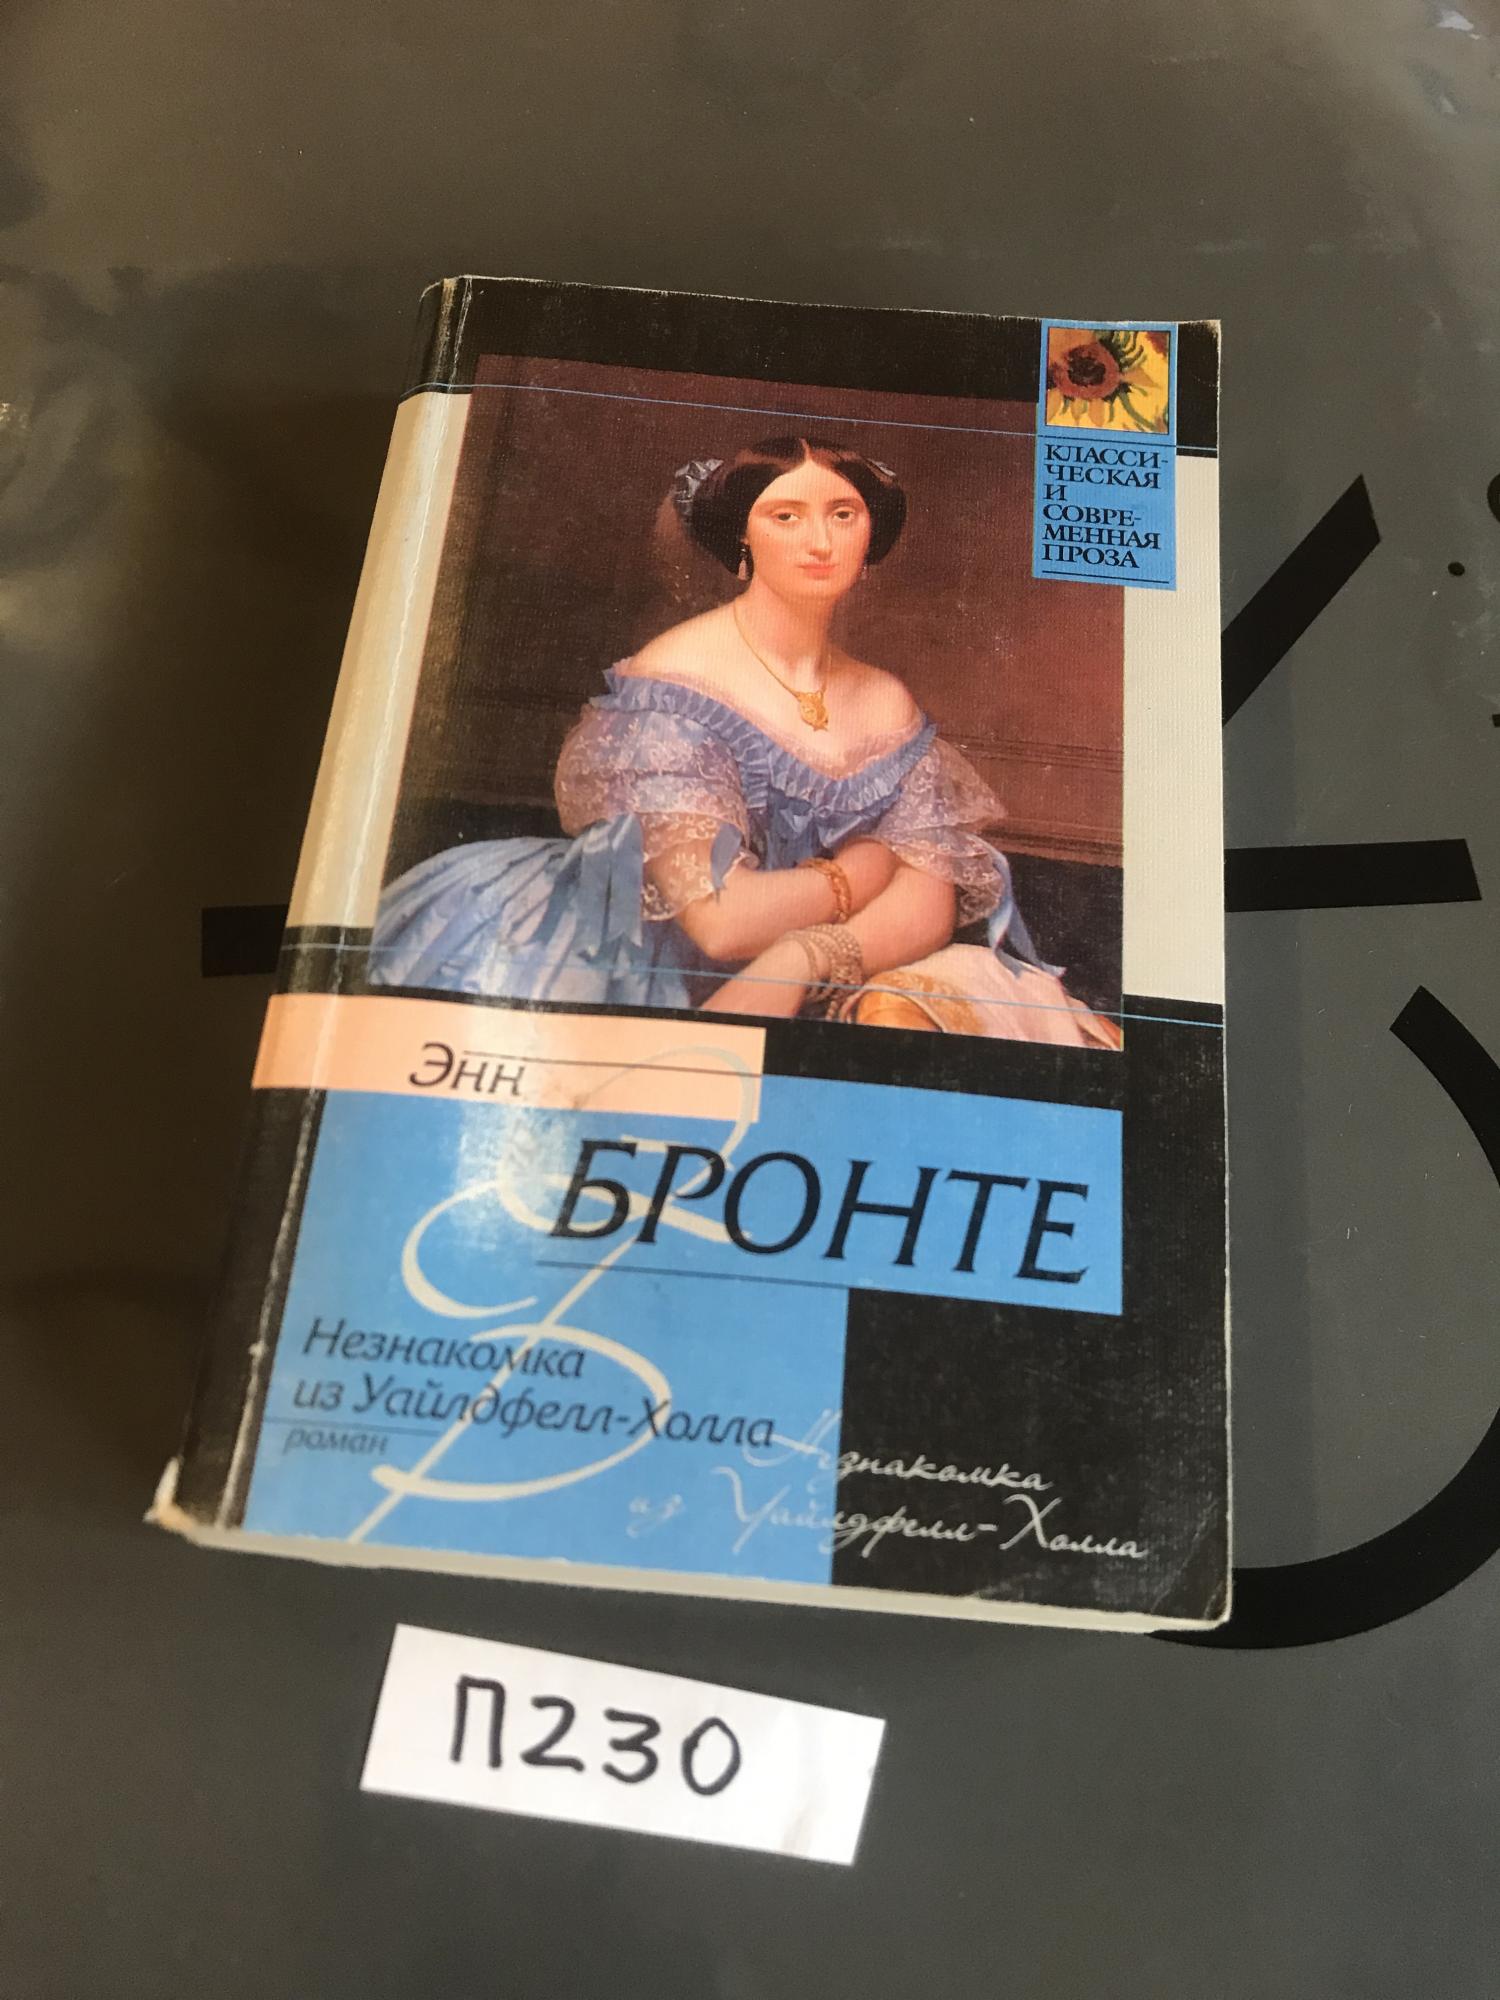 КЛАССИ-
ЧЕСКАЯ
И
СОВРЕ-
МЕННАЯ
ПРОЗА
Энн
БРОНТЕ
Незнакомка
из Уайлдфелл-Холла
роман
Незнакомка
из Уайлдфелл-Холла
П230